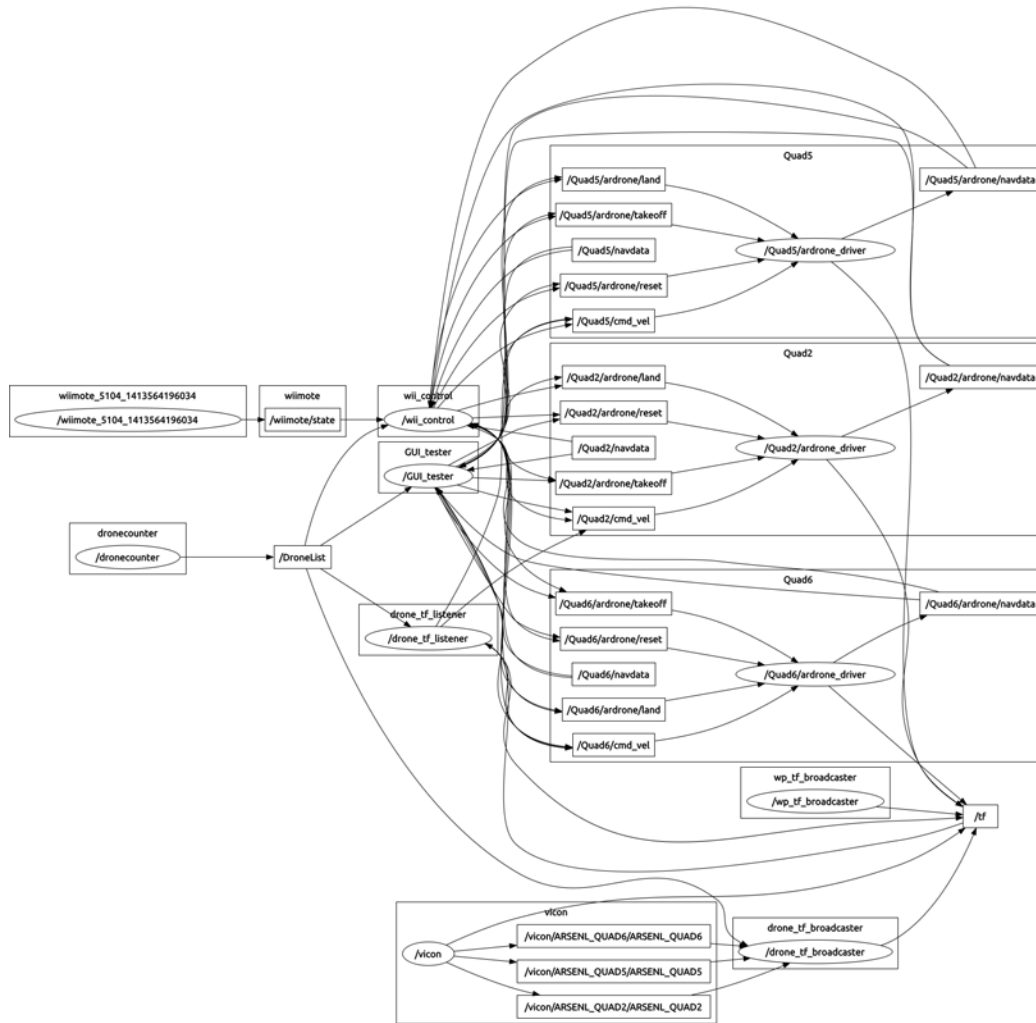 Quad5
/Quad5/ardrone/land
/Quad5/ardrone/navdata
/Quad5/ardrone/takeoff
/Quad5/navdata
/Quad5/ardrone_driver
/Quad5/ardrone/reset
/Quad5/cmd_vel
Quad2
/Quad2/ardrone/land
/Quad2/ardrone/navdata
/Quad2/ardrone/reset
/Quad2/navdata
/Quad2/ardrone_driver
/Quad2/ardrone/takeoff
/Quad2/cmd_vel
wiimote_5104_1413564196034
/wiimote_5104_1413564196034
wiimote
/wiimote/state
wii_control
/wii_control
GUI_tester
/GUI_tester
dronecounter
/dronecounter
/DroneList
drone_tf_listener
/drone_tf_listener
Quad6
/Quad6/ardrone/takeoff
/Quad6/ardrone/navdata
/Quad6/ardrone/reset
/Quad6/navdata
/Quad6/ardrone_driver
/Quad6/ardrone/land
/Quad6/cmd_vel
wp_tf_broadcaster
/wp_tf_broadcaster
/tf
vicon
/vicon
/vicon/ARSENL_QUAD6/ARSENL_QUAD6
/vicon/ARSENL_QUAD5/ARSENL_QUAD5
/vicon/ARSENL_QUAD2/ARSENL_QUAD2
drone_tf_broadcaster
/drone_tf_broadcaster